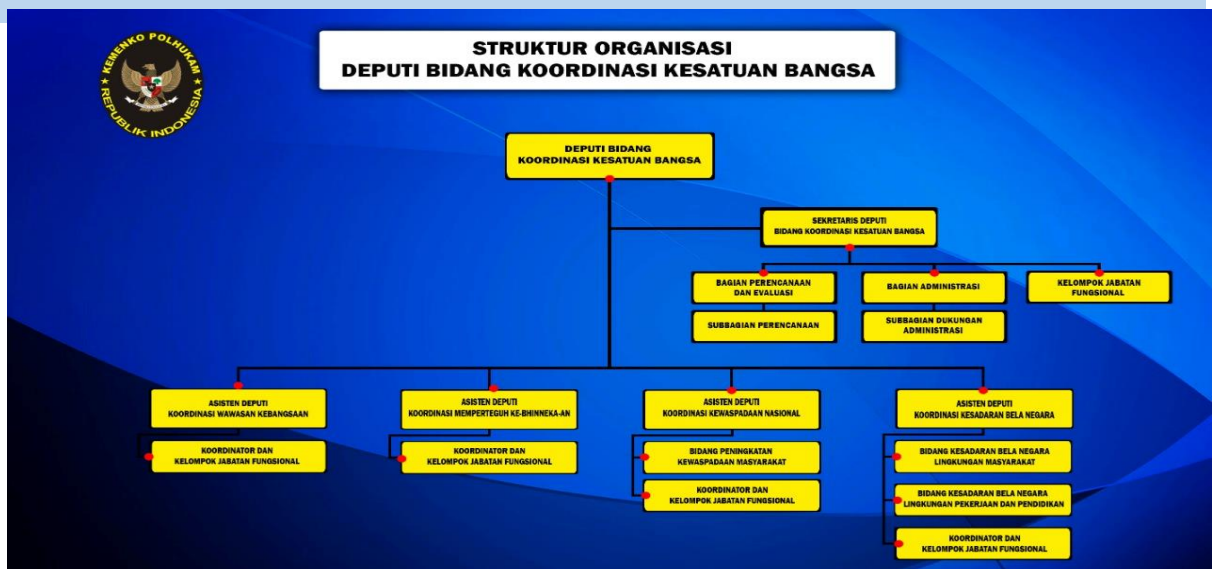 KEMENKO POLHUKAM
REPUBLIK INDONESIA
STRUKTUR ORGANISASI
DEPUTI BIDANG KOORDINASI KESATUAN BANGSA
DEPUTI BIDANG
KOORDINASI KESATUAN BANGSA
SEKRETARIS DEPUTI
BIDANG KOORDINASI KESATUAN BANGSA
BAGIAN PERENCANAAN
DAN EVALUASI
BAGIAN ADMINISTRASI
KELOMPOK JABATAN
FUNGSIONAL
SUBBAGIAN PERENCANAAN
SUBBAGIAN DUKUNGAN
ADMINISTRASI
ASISTEN DEPUTI
KOORDINASI WAWASAN KEBANGSAAN
ASISTEN DEPUTI
KOORDINASI MEMPERTEGUH KE-BHINNEKA-AN
ASISTEN DEPUTI
KOORDINASI KEWASPADAAN NASIONAL
ASISTEN DEPUTI
KOORDINASI KESADARAN BELA NEGARA
KOORDINATOR DAN
KELOMPOK JABATAN FUNGSIONAL
KOORDINATOR DAN
KELOMPOK JABATAN FUNGSIONAL
BIDANG PENINGKATAN
KEWASPADAAN MASYARAKAT
BIDANG KESADARAN BELA NEGARA
LINGKUNGAN MASYARAKAT
KOORDINATOR DAN
KELOMPOK JABATAN FUNGSIONAL
BIDANG KESADARAN BELA NEGARA
LINGKUNGAN PEKERJAAN DAN PENDIDIKAN
KOORDINATOR DAN
KELOMPOK JABATAN FUNGSIONAL